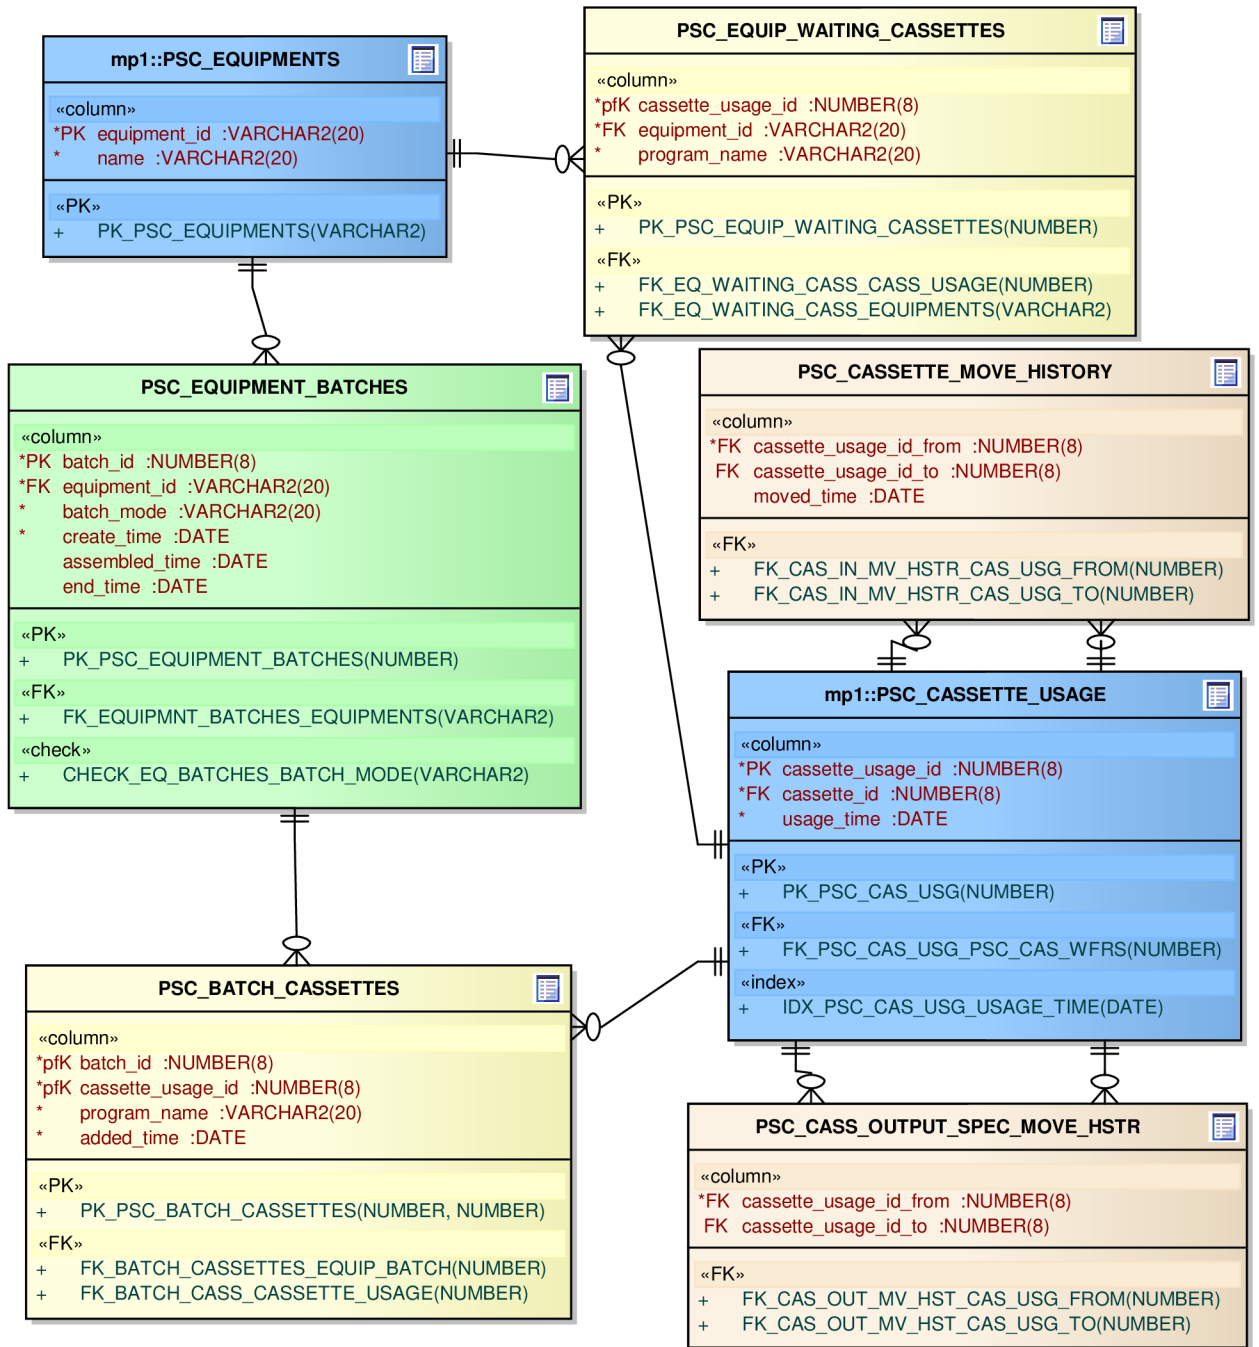 mp1::PSC_EQUIPMENTS
«column»
*PK equipment_id :VARCHAR2(20)
* name :VARCHAR2(20)
«PK»
+ PK_PSC_EQUIPMENTS(VARCHAR2)
PSC_EQUIP_WAITING_CASSETTES
«column»
*pfK cassette_usage_id :NUMBER(8)
*FK equipment_id :VARCHAR2(20)
* program_name :VARCHAR2(20)
«PK»
+ PK_PSC_EQUIP_WAITING_CASSETTES(NUMBER)
«FK»
+ FK_EQ_WAITING_CASS_CASS_USAGE(NUMBER)
+ FK_EQ_WAITING_CASS_EQUIPMENTS(VARCHAR2)
PSC_EQUIPMENT_BATCHES
«column»
*PK batch_id :NUMBER(8)
*FK equipment_id :VARCHAR2(20)
* batch_mode :VARCHAR2(20)
* create_time :DATE
assembled_time :DATE
end_time :DATE
«PK»
+ PK_PSC_EQUIPMENT_BATCHES(NUMBER)
«FK»
+ FK_EQUIPMNT_BATCHES_EQUIPMENTS(VARCHAR2)
«check»
+ CHECK_EQ_BATCHES_BATCH_MODE(VARCHAR2)
PSC_CASSETTE_MOVE_HISTORY
«column»
*FK cassette_usage_id_from :NUMBER(8)
FK cassette_usage_id_to :NUMBER(8)
moved_time :DATE
«FK»
+ FK_CAS_IN_MV_HSTR_CAS_USG_FROM(NUMBER)
+ FK_CAS_IN_MV_HSTR_CAS_USG_TO(NUMBER)
mp1::PSC_CASSETTE_USAGE
«column»
*PK cassette_usage_id :NUMBER(8)
*FK cassette_id :NUMBER(8)
* usage_time :DATE
«PK»
+ PK_PSC_CAS_USG(NUMBER)
«FK»
+ FK_PSC_CAS_USG_PSC_CAS_WFRS(NUMBER)
«index»
+ IDX_PSC_CAS_USG_USAGE_TIME(DATE)
PSC_BATCH_CASSETTES
«column»
*pfK batch_id :NUMBER(8)
*pfK cassette_usage_id :NUMBER(8)
* program_name :VARCHAR2(20)
* added_time :DATE
«PK»
+ PK_PSC_BATCH_CASSETTES(NUMBER, NUMBER)
«FK»
+ FK_BATCH_CASSETTES_EQUIP_BATCH(NUMBER)
+ FK_BATCH_CASS_CASSETTE_USAGE(NUMBER)
PSC_CASS_OUTPUT_SPEC_MOVE_HSTR
«column»
*FK cassette_usage_id_from :NUMBER(8)
FK cassette_usage_id_to :NUMBER(8)
«FK»
+ FK_CAS_OUT_MV_HST_CAS_USG_FROM(NUMBER)
+ FK_CAS_OUT_MV_HST_CAS_USG_TO(NUMBER)